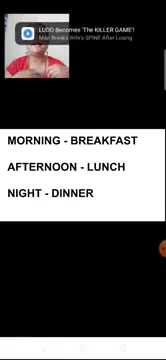 LUDO Becomes 'The KILLER GAME'!
Man Breaks Wife's SPINE After Losing
MORNING - BREAKFAST
AFTERNOON - LUNCH
NIGHT - DINNER